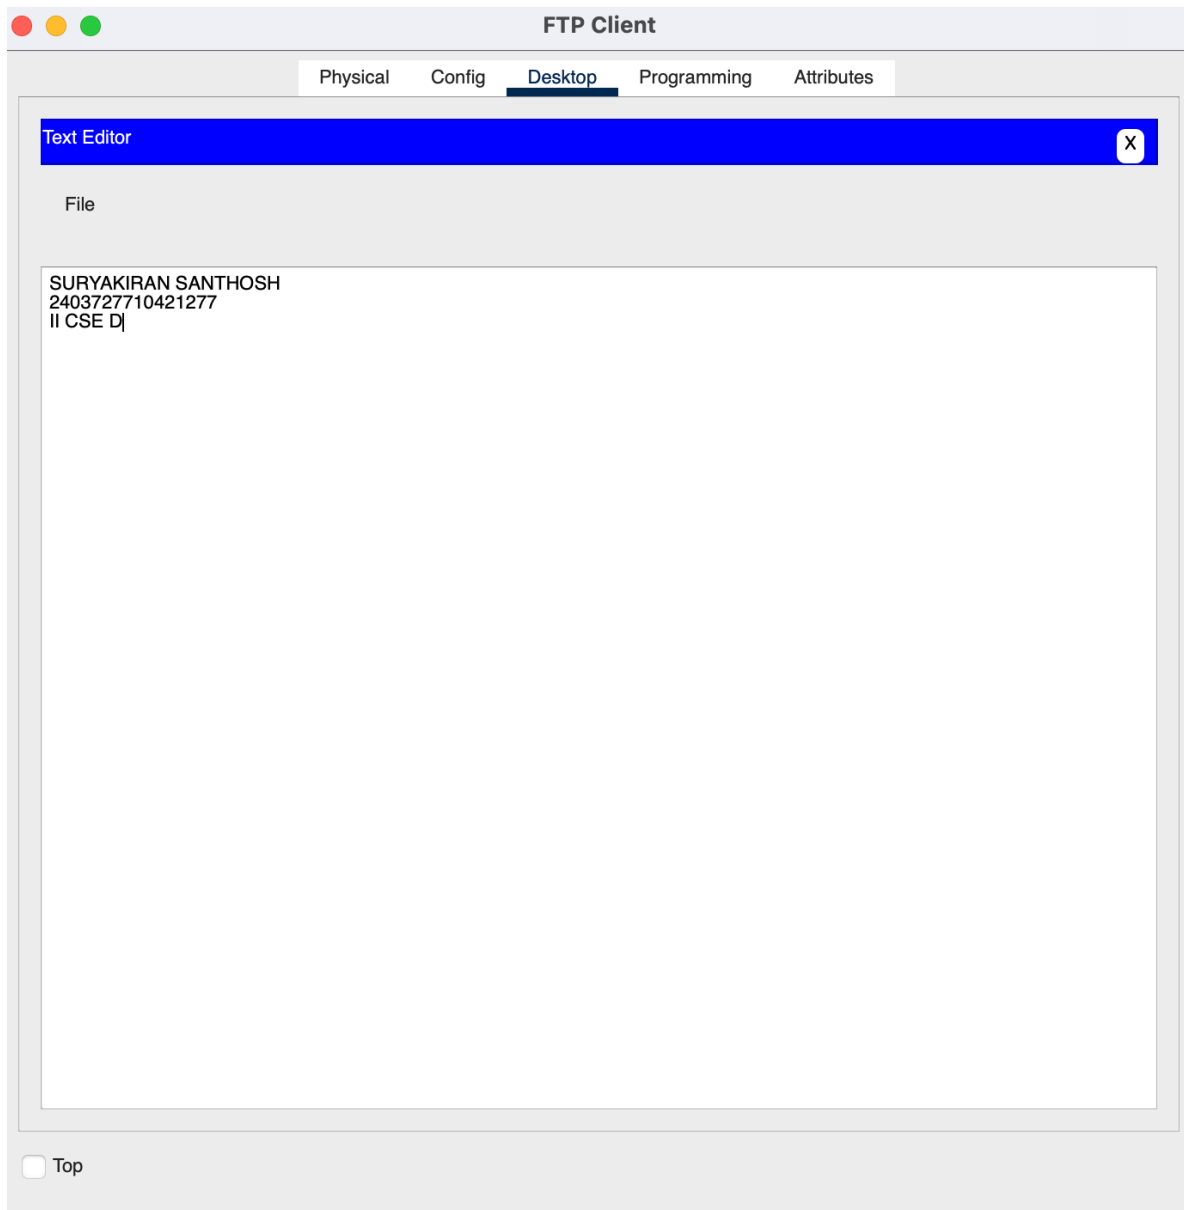 FTP Client
Physical Config Desktop Programming Attributes
Text Editor
X
File
SURYAKIRAN SANTHOSH
2403727710421277
II CSE D
Top